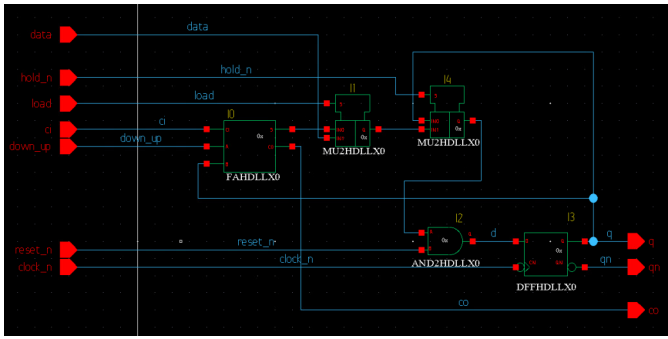 data data
hold_n hold_n I1 I4
load load
I0
ci ci
down_up down_up
MU2HDLLX0 MU2HDLLX0
FAHDLLX0
I2 I3
reset_n reset_n d q q
clock_n clock_n AND2HDLLX0 qn qn
DFFHDLLX0
co co